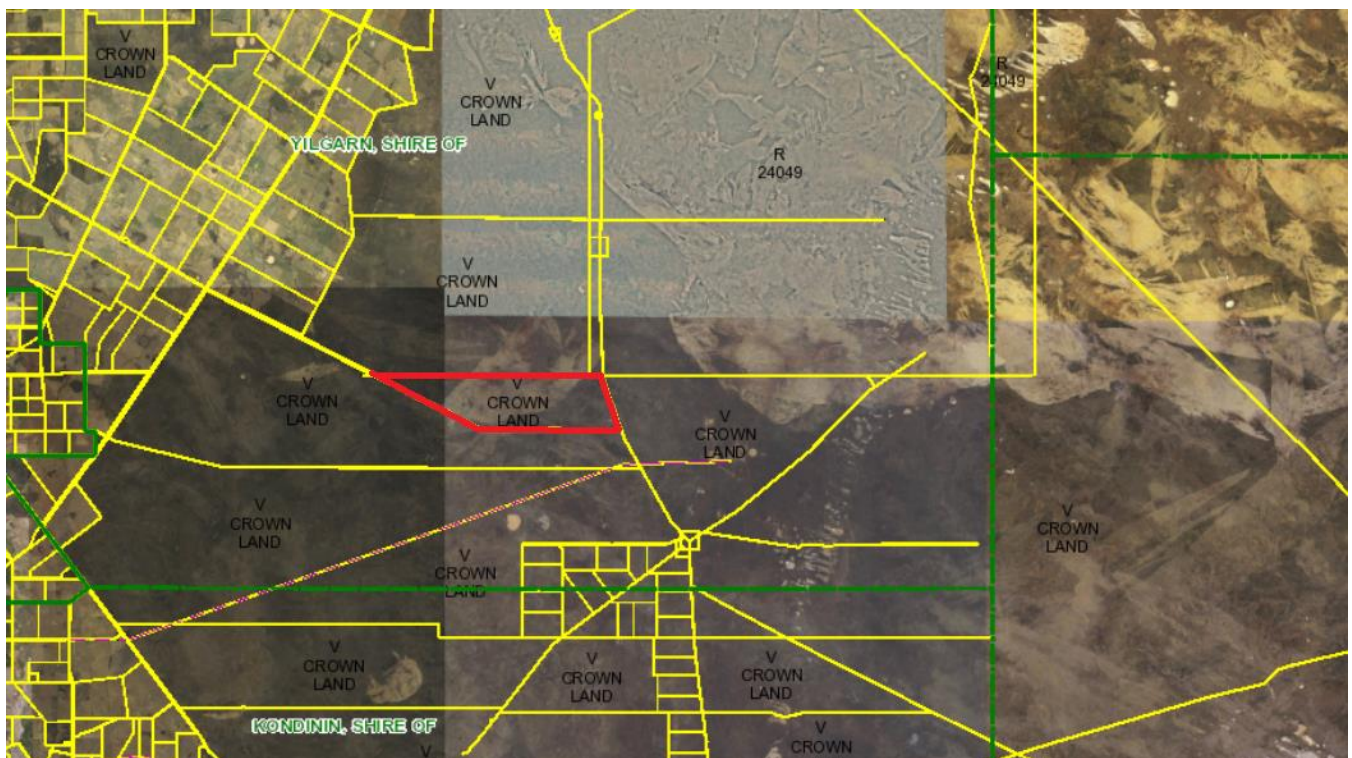 V
CROWN
LAND
V
CROWN
LAND
R
24049
YILGARN, SHIRE OF
R
24049
V
CROWN
LAND
V
CROWN
LAND
V
CROWN
LAND
V
CROWN
LAND
V
CROWN
LAND
V
CROWN
LAND
V
CROWN
LAND
V
CROWN
LAND
V
CROWN
LAND
V
CROWN
LAND
KONDININ, SHIRE OF
V
CROWN
V